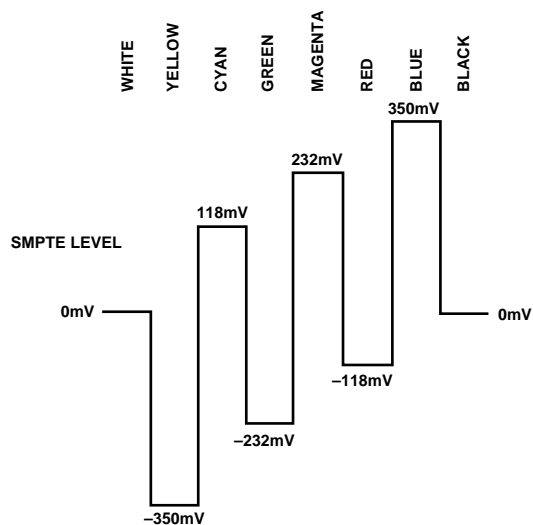 WHITE
YELLOW
CYAN
GREEN
MAGENTA
RED
BLUE
BLACK
350mV
232mV
118mV
SMPTE LEVEL
0mV
0mV
–118mV
–232mV
–350mV